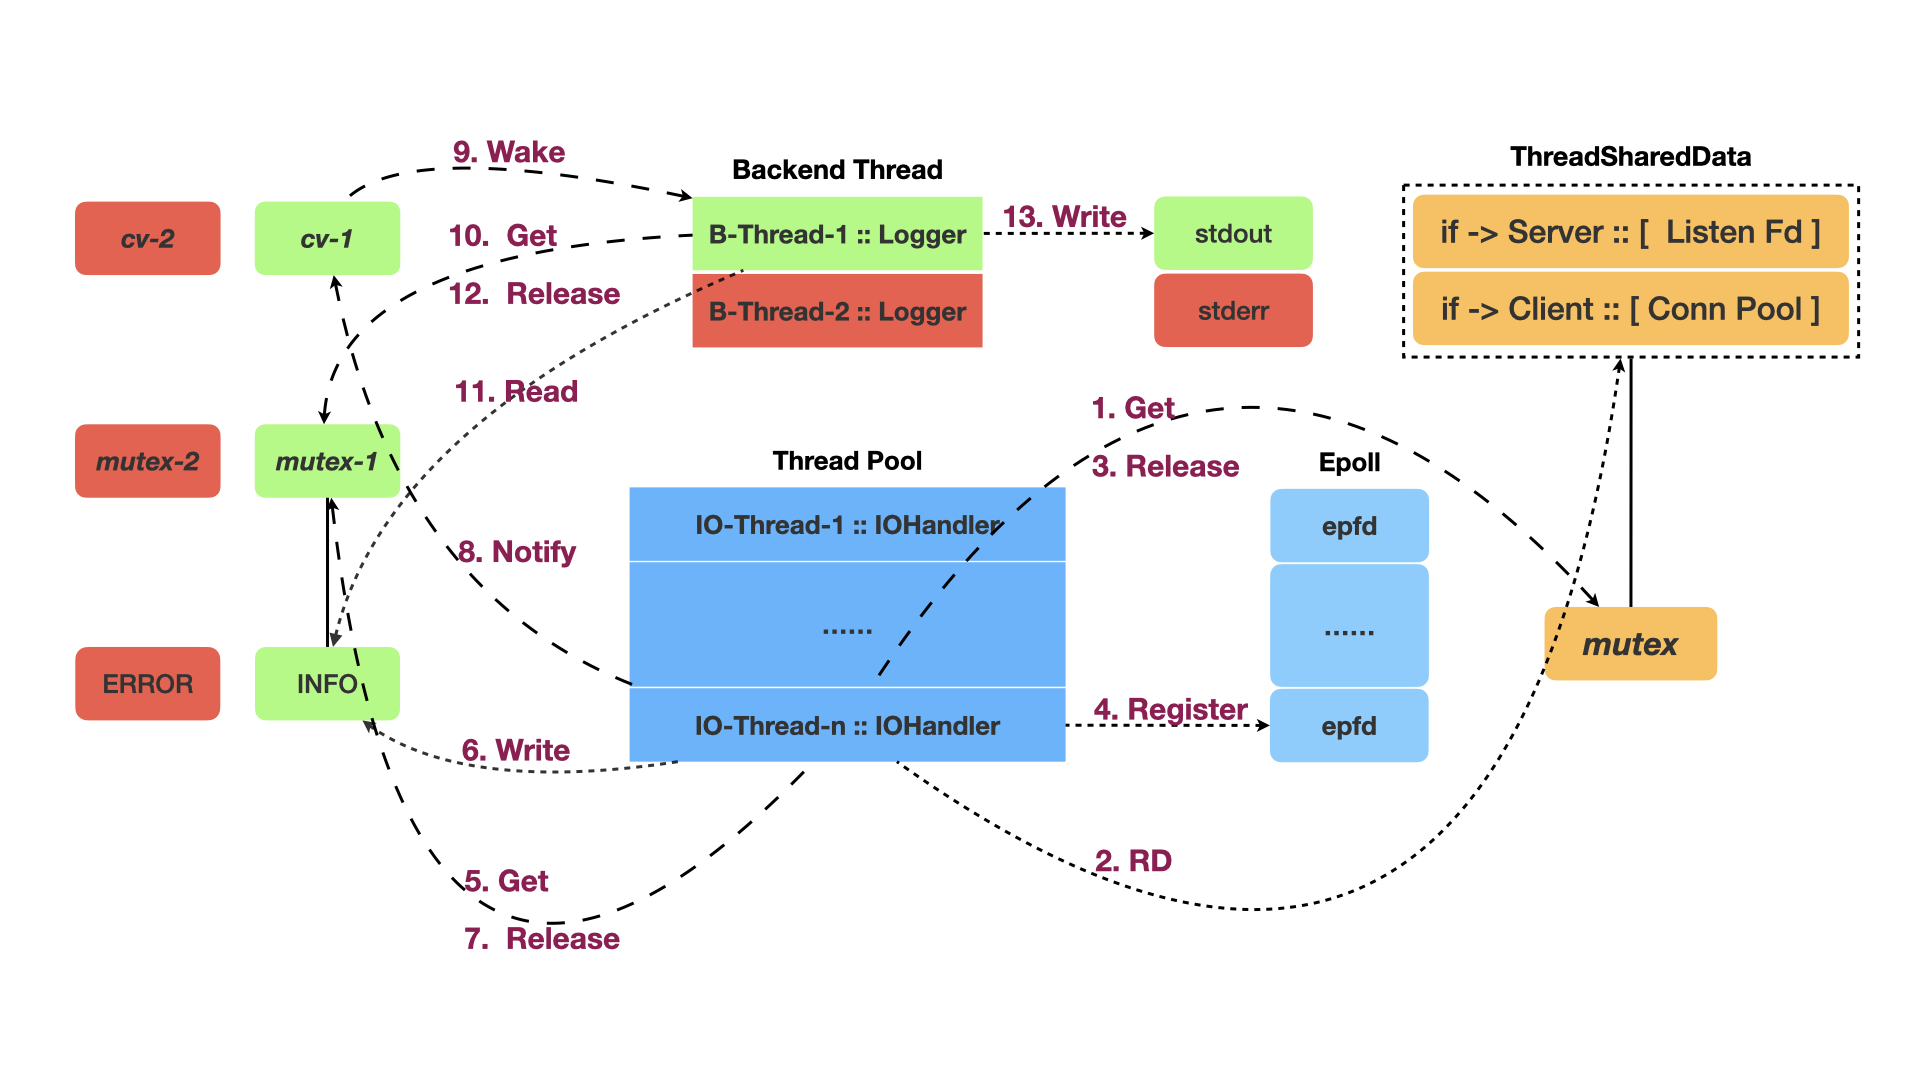 9. Wake
ThreadSharedData
Backend Thread
cv-2
cv-1
10.  Get
B-Thread-1 :: Logger
13. Write
stdout
if -> Server :: [  Listen Fd ]
12.  Release
B-Thread-2 :: Logger
stderr
if -> Client :: [ Conn Pool ]
11. Read
1. Get
mutex-2
mutex-1
Thread Pool
3. Release
Epoll
IO-Thread-1 :: IOHandler
epfd
8. Notify
......
......
mutex
ERROR
INFO
4. Register
IO-Thread-n :: IOHandler
epfd
6. Write
2. RD
5. Get
7.  Release